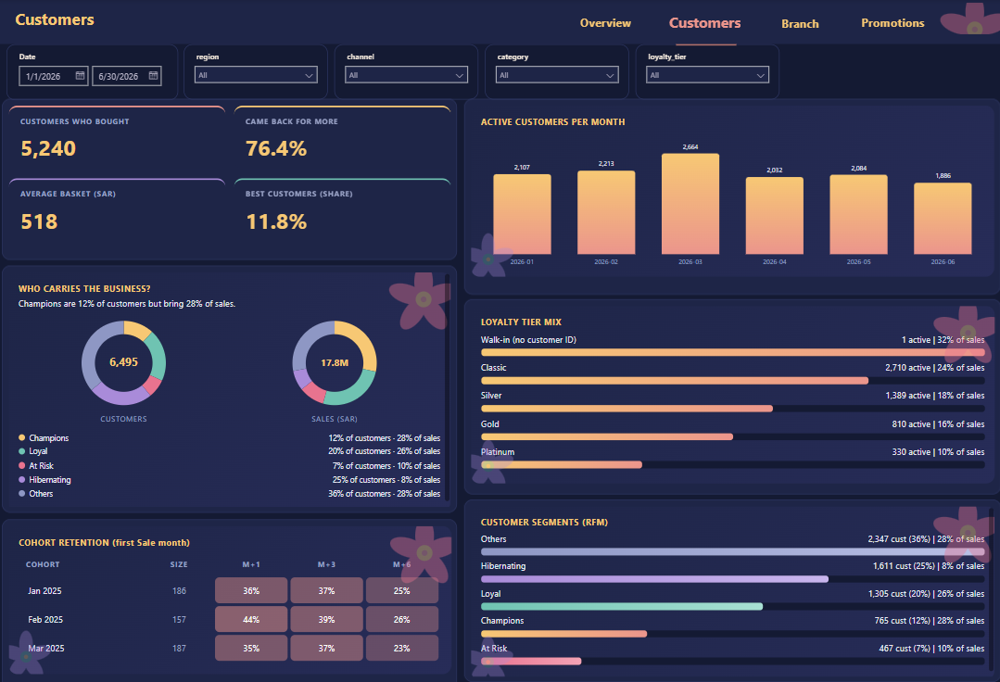 Customers
Overview Customers Branch Promotions
Date
1/1/2026 6/30/2026
region
All
channel
All
category
All
loyalty_tier
All
CUSTOMERS WHO BOUGHT
5,240
CAME BACK FOR MORE
76.4%
AVERAGE BASKET (SAR)
518
BEST CUSTOMERS (SHARE)
11.8%
ACTIVE CUSTOMERS PER MONTH
2,107 2,213 2,664 2,032 2,084 1,886
2026-01 2026-02 2026-03 2026-04 2026-05 2026-06
WHO CARRIES THE BUSINESS?
Champions are 12% of customers but bring 28% of sales.
6,495 17.8M
CUSTOMERS SALES (SAR)
Champions 12% of customers - 28% of sales
Loyal 20% of customers - 26% of sales
At Risk 7% of customers - 10% of sales
Hibernating 25% of customers - 8% of sales
Others 36% of customers - 28% of sales
LOYALTY TIER MIX
Walk-in (no customer ID) 1 active | 32% of sales
Classic 2,710 active | 24% of sales
Silver 1,389 active | 18% of sales
Gold 810 active | 16% of sales
Platinum 330 active | 10% of sales
COHORT RETENTION (first Sale month)
COHORT SIZE M+1 M+3 M+6
Jan 2025 186 36% 37% 25%
Feb 2025 157 44% 39% 26%
Mar 2025 187 35% 37% 23%
CUSTOMER SEGMENTS (RFM)
Others 2,347 cust (36%) | 28% of sales
Hibernating 1,611 cust (25%) | 8% of sales
Loyal 1,305 cust (20%) | 26% of sales
Champions 765 cust (12%) | 28% of sales
At Risk 467 cust (7%) | 10% of sales